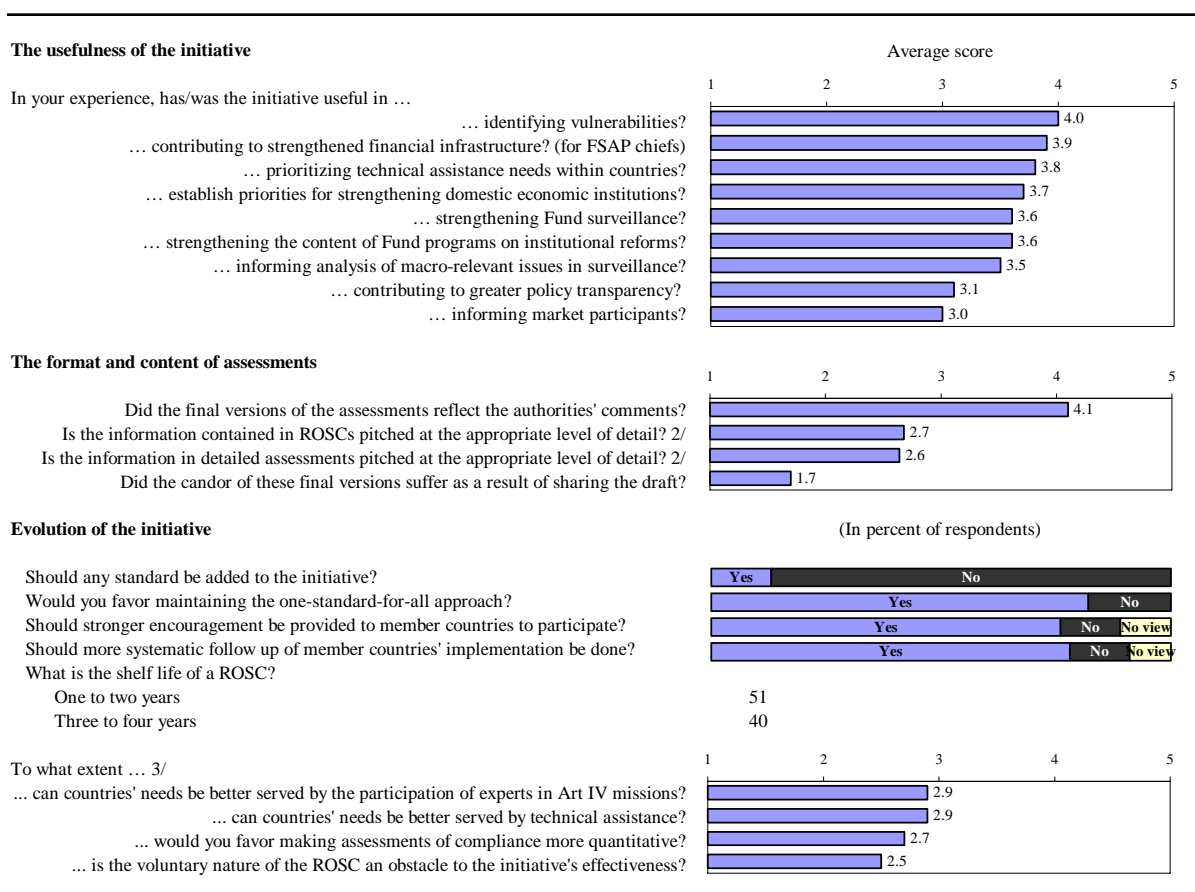 The usefulness of the initiative
Average score
1 2 3 4 5
In your experience, has/was the initiative useful in …
… identifying vulnerabilities? 4.0
… contributing to strengthened financial infrastructure? (for FSAP chiefs) 3.9
… prioritizing technical assistance needs within countries? 3.8
… establish priorities for strengthening domestic economic institutions? 3.7
… strengthening Fund surveillance? 3.6
… strengthening the content of Fund programs on institutional reforms? 3.6
… informing analysis of macro-relevant issues in surveillance? 3.5
… contributing to greater policy transparency? 3.1
… informing market participants? 3.0
The format and content of assessments
1 2 3 4 5
Did the final versions of the assessments reflect the authorities' comments? 4.1
Is the information contained in ROSCs pitched at the appropriate level of detail? 2/ 2.7
Is the information in detailed assessments pitched at the appropriate level of detail? 2/ 2.6
Did the candor of these final versions suffer as a result of sharing the draft? 1.7
Evolution of the initiative
(In percent of respondents)
Should any standard be added to the initiative? Yes No
Would you favor maintaining the one-standard-for-all approach? Yes No
Should stronger encouragement be provided to member countries to participate? Yes No No view
Should more systematic follow up of member countries' implementation be done? Yes No No view
What is the shelf life of a ROSC?
One to two years 51
Three to four years 40
1 2 3 4 5
To what extent … 3/
... can countries' needs be better served by the participation of experts in Art IV missions? 2.9
... can countries' needs be better served by technical assistance? 2.9
... would you favor making assessments of compliance more quantitative? 2.7
... is the voluntary nature of the ROSC an obstacle to the initiative's effectiveness? 2.5